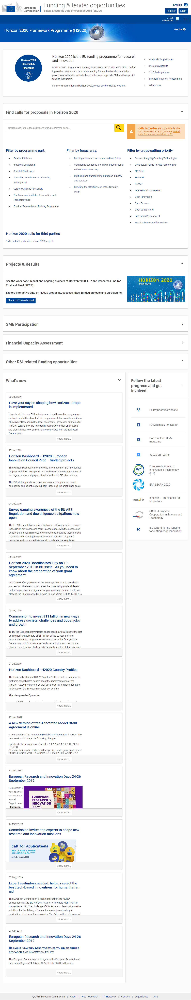 European Commission
Funding & tender opportunities
Single Electronic Data Interchange Area (SEDIA)
English EN
Register Login
select programme
Horizon 2020 Framework Programme (H2020)
clear filter
Horizon 2020
Research &
Innovation
Horizon 2020 is the EU funding programme for research
and innovation
Horizon 2020 programme is running from 2014 to 2020 with a €80 billion budget.
It provides research and innovation funding for multi-national collaboration
projects as well as for individual researchers and supports SMEs with a special
funding instrument.
For more information on Horizon 2020, please see the H2020 web site.
Find calls for proposals
Projects & Results
SME Participations
Financial Capacity Assessment
What's new
Find calls for proposals in Horizon 2020
Search calls for proposals by keywords, programme parts,...
Calls for Tenders are not available when
you have selected a programme. See all
calls for tenders published by EC
Filter by programme part:
Excellent Science
Industrial Leadership
Societal Challenges
Spreading excellence and widening
participation
Science with and for Society
The European Institute of Innovation and
Technology (EIT)
Euratom Research and Training Programme
Filter by focus area:
Building a low-carbon, climate resilient future
Connecting economic and environmental gains
– the Circular Economy
Digitising and transforming European industry
and services
Boosting the effectiveness of the Security
Union
Filter by cross-cutting priority
Cross-cutting Key-Enabling Technologies
Contractual Public-Private Partnerships
EIC Pilot
ERA-NET
Gender
International cooperation
Open Innovation
Open Science
Open to the World
Innovation Procurement
Social sciences and humanities
Horizon 2020 calls for third parties
Calls for third parties in Horizon 2020 projects
Projects & Results
See the work done in past and ongoing projects of Horizon 2020, FP7 and Research Fund for
Coal and Steel (RFCS).
Explore interactive data on H2020 proposals, success rates, funded projects and participants.
Check H2020 Dashboard
HORIZON 2020
Dashboard
SME Participation
Financial Capacity Assessment
Other R&I related funding opportunities
What's new
30 Jul, 2019
Have your say on shaping how Horizon Europe
is implemented
How should the new EU funded research and innovation programme
be implemented to allow that the programme delivers on its ambitious
objectives? How should the legal documents, processes and tools for
Horizon Europe look like to properly support the policy objectives of
the programme? Now you can share your views with the European
Commission.
show more...
17 Jul, 2019
Horizon Dashboard - H2020 European
Innovation Council Pilot – funded projects
The Horizon Dashboard now provides information on EIC Pilot funded
projects and their participants. A specific view presents the names of
the organisations and projects funded within the EIC pilot scheme.
The EIC pilot supports top-class innovators, entrepreneurs, small
companies and scientists with bright ideas and the ambition to scale
show more...
04 Jul, 2019
Survey gauging awareness of the EU ABS
Regulation and due diligence obligations now
open
The EU ABS Regulation requires that users utilising genetic resources
in the Union have accessed them in accordance with the access and
benefit-sharing requirements of the countries providing these genetic
resources. If research projects involve the utilisation of genetic
resources and associated traditional knowledge, the Regulation
show more...
08 Jul, 2019
Horizon 2020 Coordinators' Day on 19
September 2019 in Brussels - All you need to
know about the preparation of your grant
agreement
What's next after you received the message that your proposal was
successful? The event on 19 September 2019 will provide all details
on the preparation and signature of your grant agreement. It will take
place at the Charlemagne Building in Brussels from 9.30 to 17.00. It is
show more...
03 Jul, 2019
Commission to invest €11 billion in new ways
to address societal challenges and boost jobs
and growth
Today the European Commission announced how it will spend the last
and biggest annual share of €11 billion of the EU research and
innovation funding programme Horizon 2020. In this final year the
Commission will focus on fewer and crucial topics such as climate
change, clean energy, plastics, cybersecurity and the digital economy,
show more...
01 Jul, 2019
Horizon Dashboard - H2020 Country Profiles
The Horizon Dashboard H2020 Country Profile report presents for the
first time consolidated figures about the implementation of the
Horizon H2020 programme as well as relevant information about the
landscape of the European research per country.
This view provides figures for:
show more...
27 Jun, 2019
A new version of the Annotated Model Grant
Agreement is online
A new version of the Annotated Model Grant Agreement is online. The
new version 5.2 brings the following changes:
Updates in the annotations of Articles 6.2.D.5, 6.2.F, 16.2, 20, 29, 31,
37, 55
New annotations and updates in the specific model grant agreements:
MSCA: IF Article 6.2.B, ITN Articles 6.2.B and 32, RISE Article 6.2.A
show more...
11 Jun, 2019
European Research and Innovation Days 24-26
September 2019
Registration is
now open for
our inaugural
annual
flagship event
- European
EUROPEAN
RESEARCH &
INNOVATION
DAYS
show more...
14 May, 2019
Commission invites top experts to shape new
research and innovation missions
Call for applications
HELP US MAKE EUROPEAN
R&I MISSIONS A SUCCESS
Apply by 11 June 2019
show more...
07 May, 2019
Expert evaluators needed: help us select the
best tech-based innovations for humanitarian
aid
The European Commission is looking for experts to review
applications for the EIC Horizon Prize for Affordable High-Tech for
Humanitarian Aid. The challenge of this Prize is to develop innovative
solutions for the delivery of humanitarian aid based on frugal
application of advanced technologies. The Prize, with a total value of
show more...
03 Apr, 2019
European Research and Innovation Days 24-26
September 2019
BRINGING STAKEHOLDERS TOGETHER TO SHAPE FUTURE
RESEARCH AND INNOVATION POLICY
The European Commission will organise the European Research and
Innovation Days on 24, 25 and 26 September 2019 in Brussels.
show more...
Follow the latest
progress and get
involved:
Policy priorities website
EU Science & Innovation
Horizon: the EU R&I
magazine
#2020 on Twitter
eit
European Institute of
Innovation & Technology
(EIT)
ERA-LEARN 2020
InnovFin
InnovFin – EU Finance for
Innovators
COST - European
Cooperation in Science and
Technology
EIC wizard to find funding
for cutting-edge innovation
© 2018 European Commission | About | Free text search | IT Helpdesk | Cookies | Legal Notice | APIs